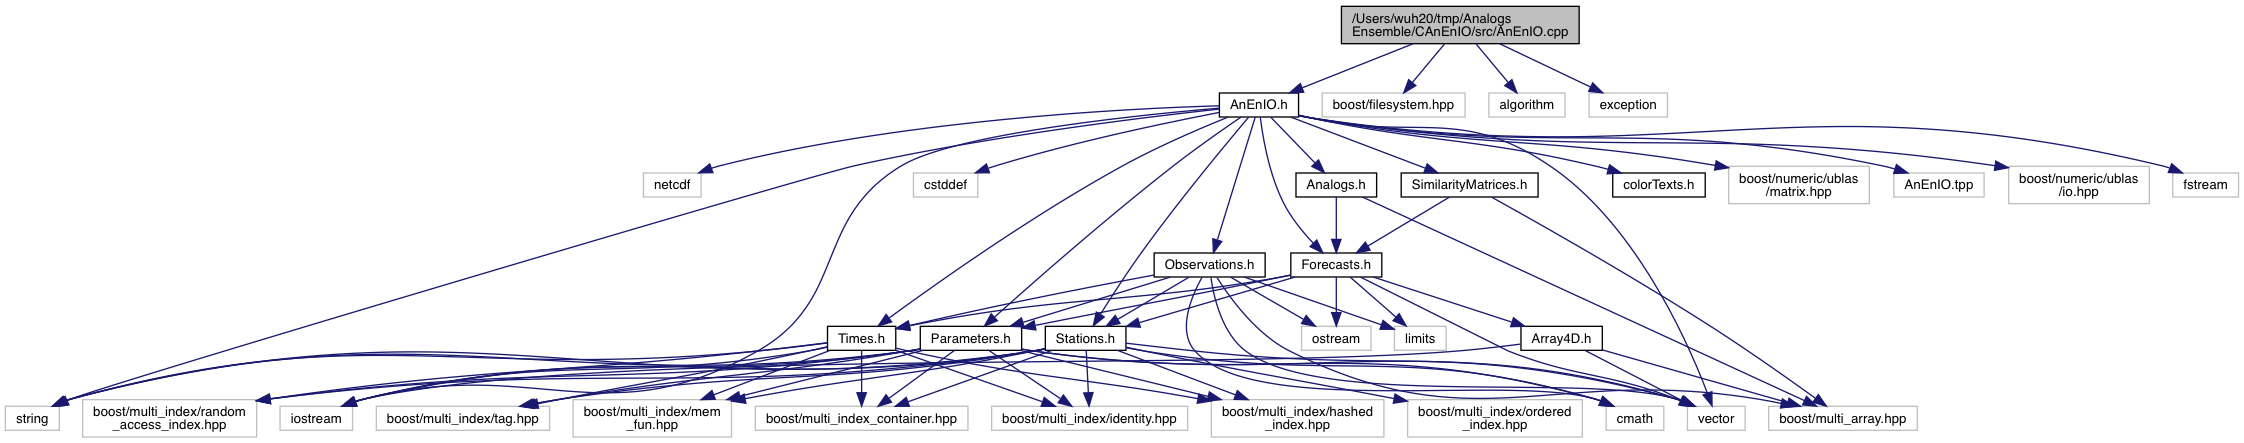 /Users/wuh20/tmp/Analogs
Ensemble/CAnEnIO/src/AnEnIO.cpp
AnEnIO.h
boost/filesystem.hpp
algorithm
exception
netcdf
cstddef
Analogs.h
SimilarityMatrices.h
colorTexts.h
boost/numeric/ublas
/matrix.hpp
AnEnIO.tpp
boost/numeric/ublas
/io.hpp
fstream
Observations.h
Forecasts.h
Times.h
Parameters.h
Stations.h
ostream
limits
Array4D.h
string
boost/multi_index/random
_access_index.hpp
iostream
boost/multi_index/tag.hpp
boost/multi_index/mem
_fun.hpp
boost/multi_index_container.hpp
boost/multi_index/identity.hpp
boost/multi_index/hashed
_index.hpp
boost/multi_index/ordered
_index.hpp
cmath
vector
boost/multi_array.hpp